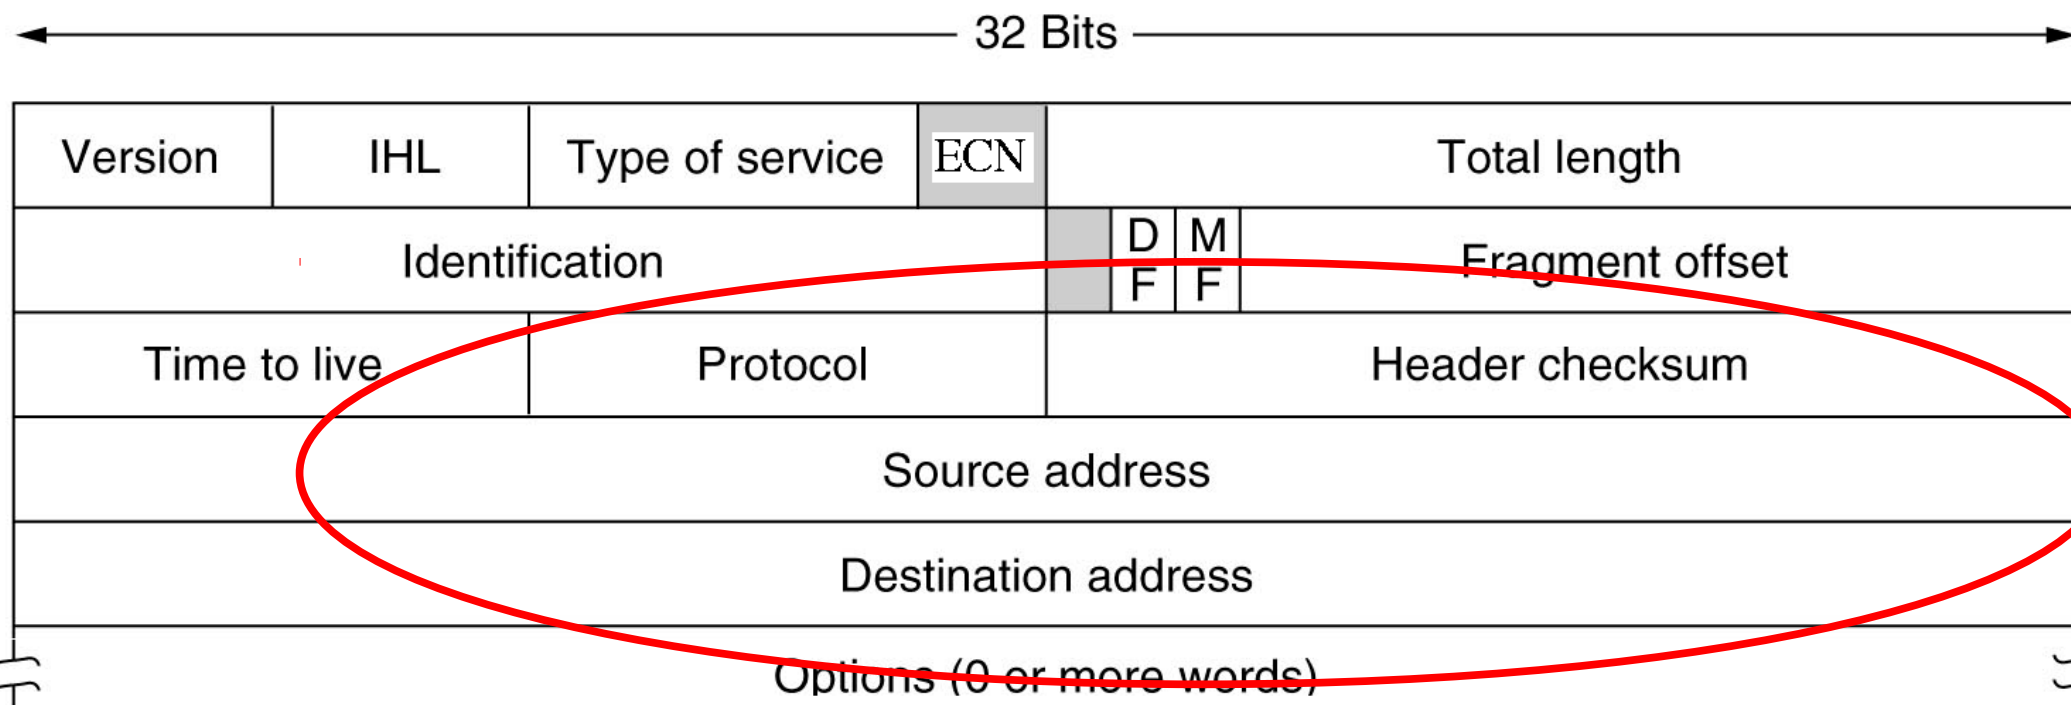 32 Bits
Version IHL Type of service ECN Total length
Identification D F M F Fragment offset
Time to live Protocol Header checksum
Source address
Destination address
Options (0 or more words)